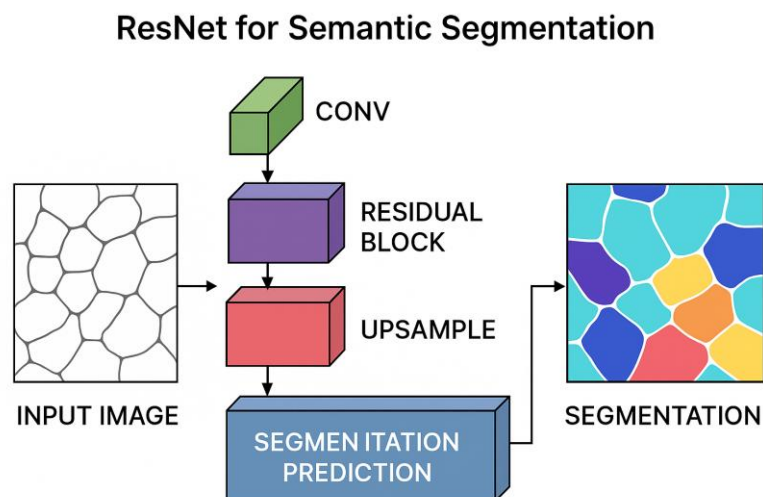 ResNet for Semantic Segmentation
CONV
RESIDUAL
BLOCK
UPSAMPLE
INPUT IMAGE
SEGMEN ITATION
PREDICTION
SEGMENTATION